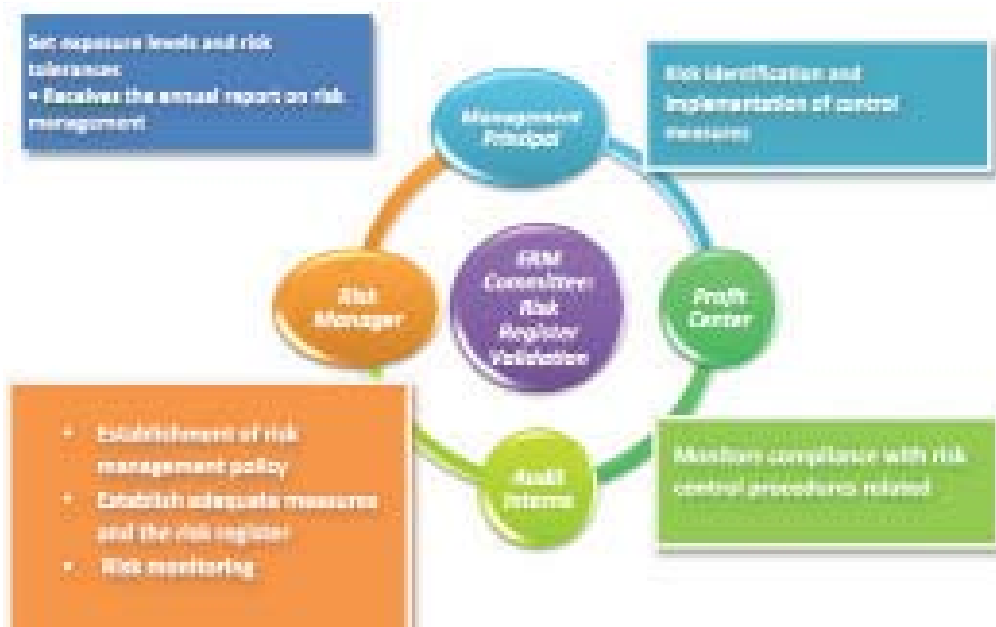 Set exposure levels and risk
tolerances
• Receives the annual report on risk
management
Management
Principal
Risk identification and
implementation of control
measures
Risk
Manager
ERM
Committee:
Risk
Register
Validation
Profit
Center
• Establishment of risk
management policy
• Establish adequate measures
and the risk register
• Risk monitoring
Audit
Interne
Monitors compliance with risk
control procedures related